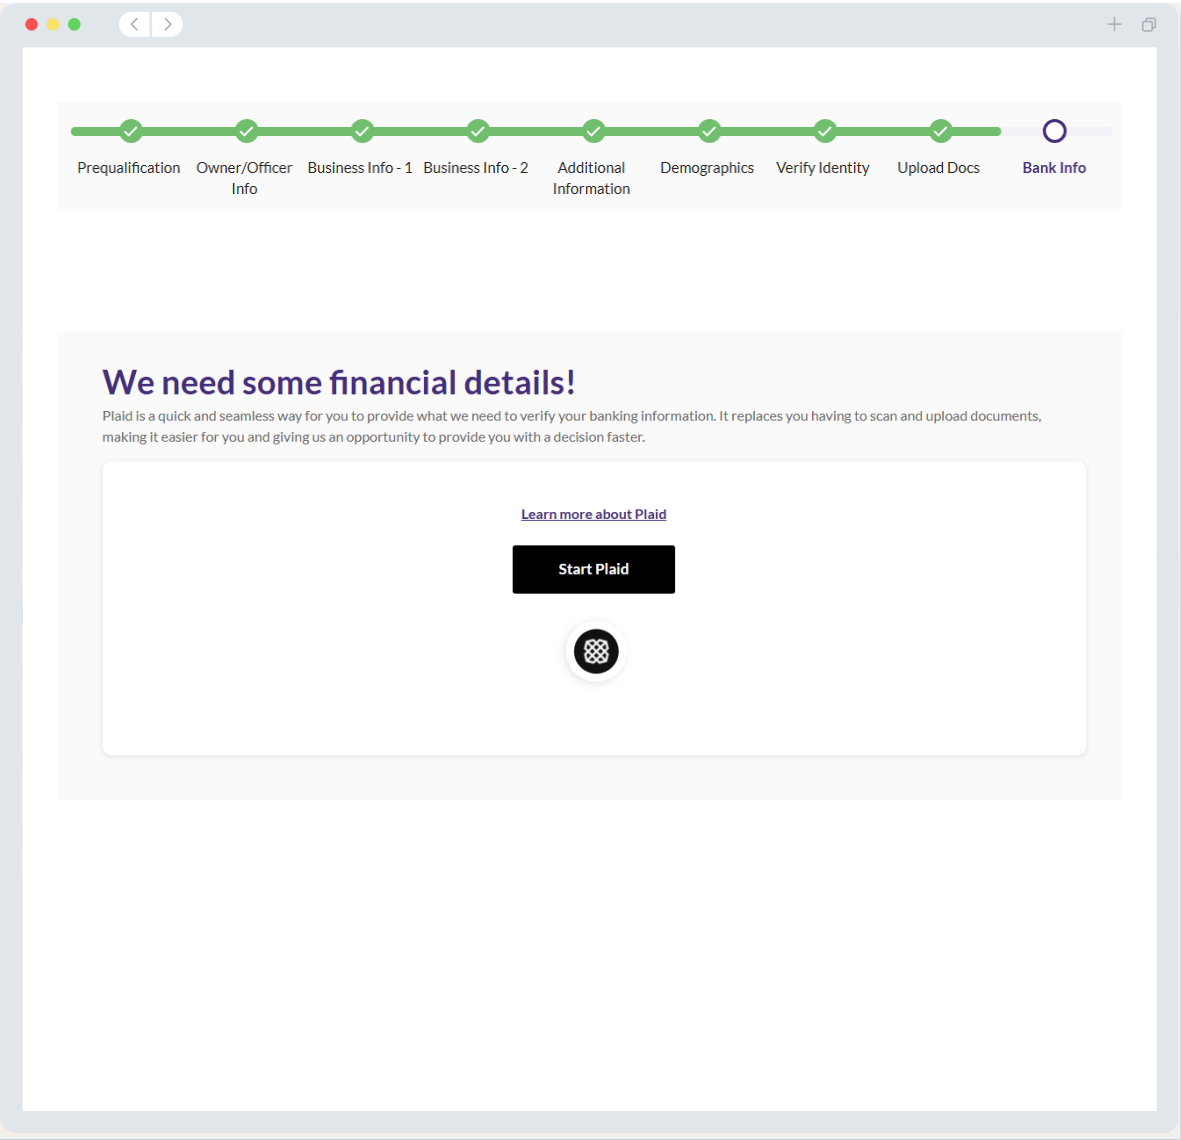 Prequalification
Owner/Officer
Info
Business Info - 1
Business Info - 2
Additional
Information
Demographics
Verify Identity
Upload Docs
Bank Info
We need some financial details!
Plaid is a quick and seamless way for you to provide what we need to verify your banking information. It replaces you having to scan and upload documents,
making it easier for you and giving us an opportunity to provide you with a decision faster.
Learn more about Plaid
Start Plaid